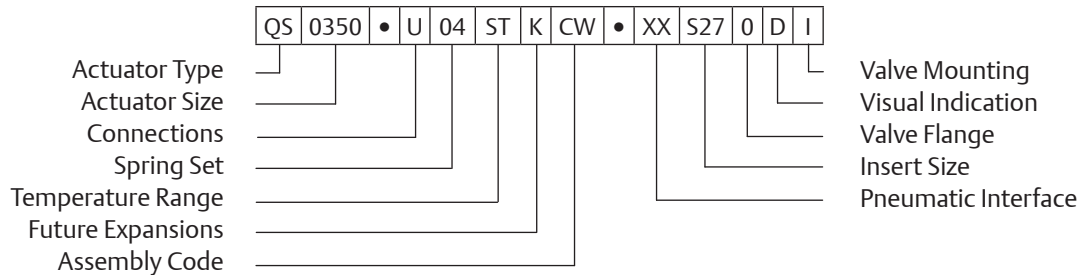 QS 0350 • U 04 ST K CW • XX S27 0 D I
Actuator Type
Actuator Size
Connections
Spring Set
Temperature Range
Future Expansions
Assembly Code
Valve Mounting
Visual Indication
Valve Flange
Insert Size
Pneumatic Interface